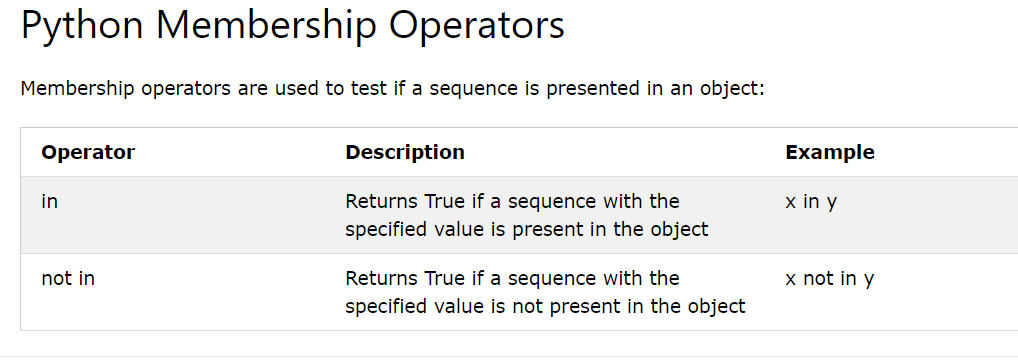 Python Membership Operators
Membership operators are used to test if a sequence is presented in an object:
Operator Description Example
in Returns True if a sequence with the x in y
specified value is present in the object
not in Returns True if a sequence with the x not in y
specified value is not present in the object